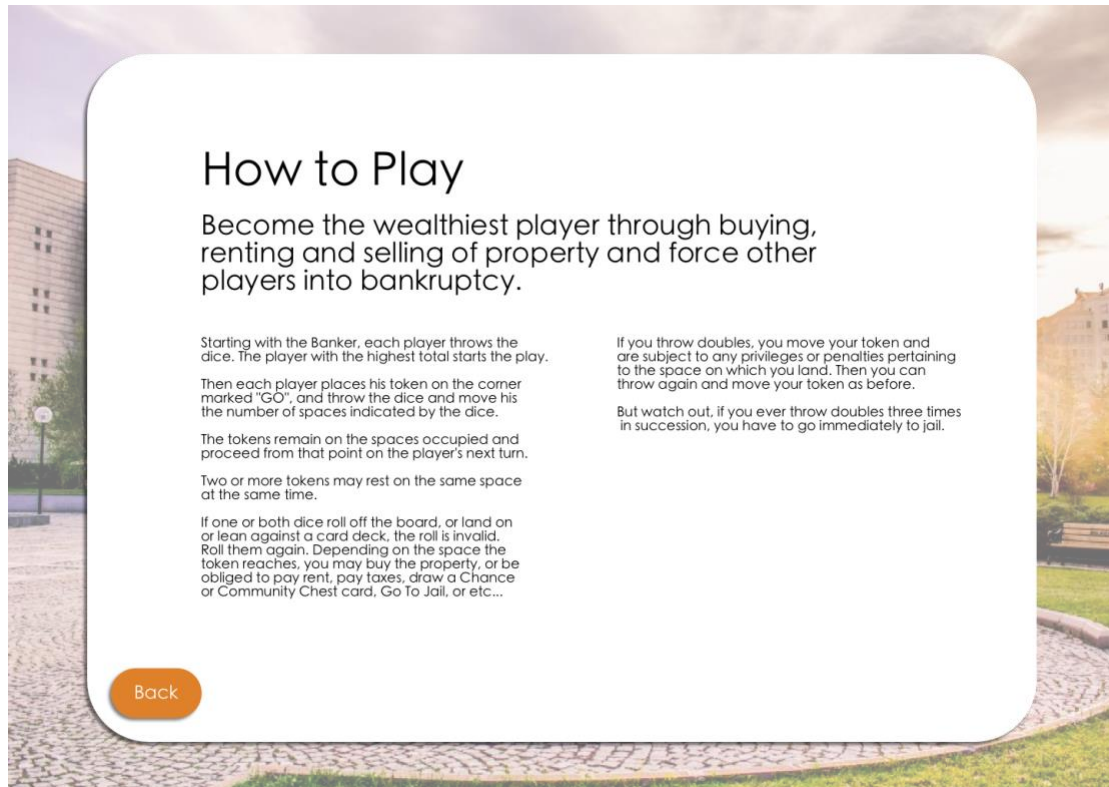 How to Play
Become the wealthiest player through buying,
renting and selling of property and force other
players into bankruptcy.
Starting with the Banker, each player throws the
dice. The player with the highest total starts the play.
Then each player places his token on the corner
marked "GO", and throw the dice and move his
the number of spaces indicated by the dice.
The tokens remain on the spaces occupied and
proceed from that point on the player's next turn.
Two or more tokens may rest on the same space
at the same time.
If one or both dice roll off the board, or land on
or lean against a card deck, the roll is invalid.
Roll them again. Depending on the space the
token reaches, you may buy the property, or be
obliged to pay rent, pay taxes, draw a Chance
or Community Chest card, Go To Jail, or etc...
If you throw doubles, you move your token and
are subject to any privileges or penalties pertaining
to the space on which you land. Then you can
throw again and move your token as before.
But watch out, if you ever throw doubles three times
in succession, you have to go immediately to jail.
Back